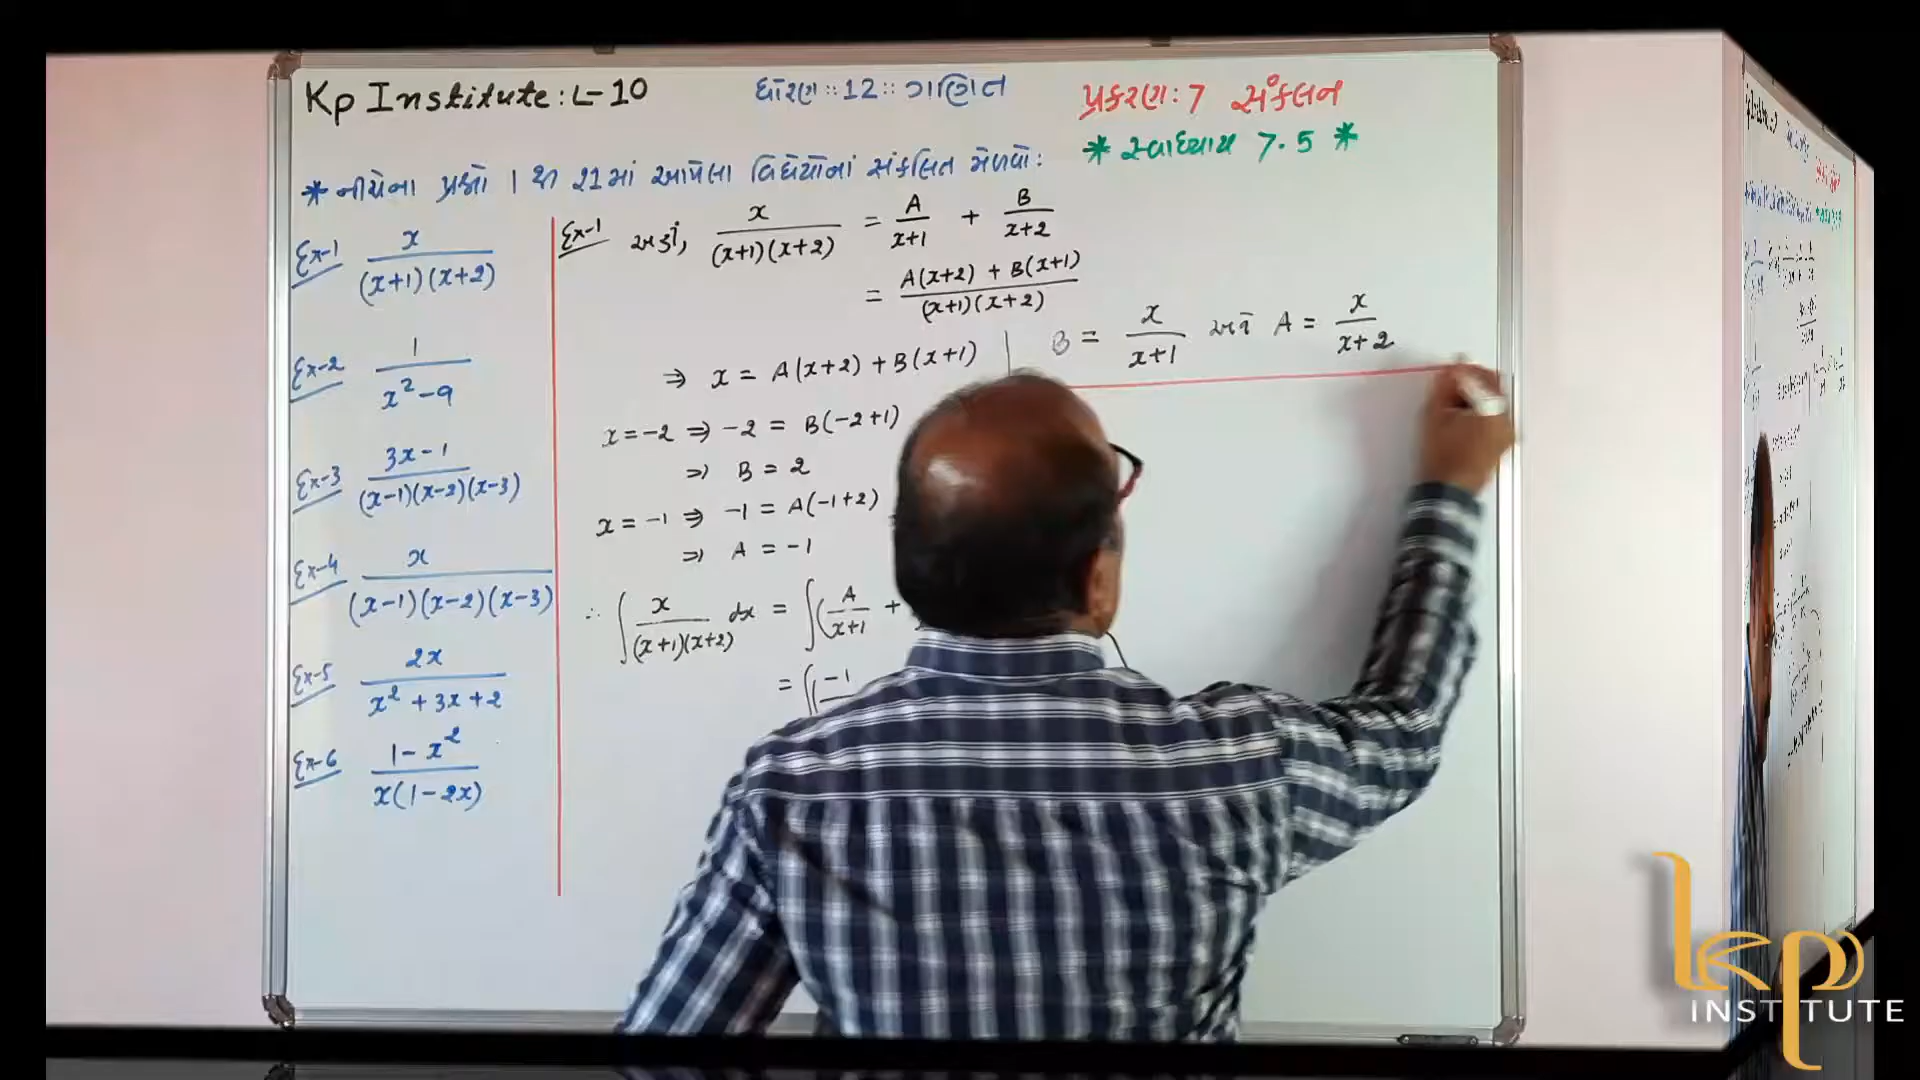 Kp Institute: L-10
ધોરણ :: 12 :: ગણિત
પ્રકરણ: 7 સંકલન
* સ્વાધ્યાય 7.5 *
* નીચેના પ્રશ્નો 1 થી 21માં આપેલા વિધેયોનાં સંકલિત મેળવો:
Ex-1 x/((x+1)(x+2))
Ex-2 1/(x²-9)
Ex-3 (3x-1)/((x-1)(x-2)(x-3))
Ex-4 x/((x-1)(x-2)(x-3))
Ex-5 2x/(x²+3x+2)
Ex-6 (1-x²)/(x(1-2x))
Ex-1 અહીં, x/((x+1)(x+2)) = A/(x+1) + B/(x+2)
= (A(x+2) + B(x+1))/((x+1)(x+2))
⇒ x = A(x+2) + B(x+1)
x = -2 ⇒ -2 = B(-2+1)
⇒ B = 2
x = -1 ⇒ -1 = A(-1+2)
⇒ A = -1
∴ ∫ x/((x+1)(x+2)) dx = ∫ (A/(x+1) +
= ∫ (-1
B = x/(x+1) અને A = x/(x+2)
KP
INSTITUTE